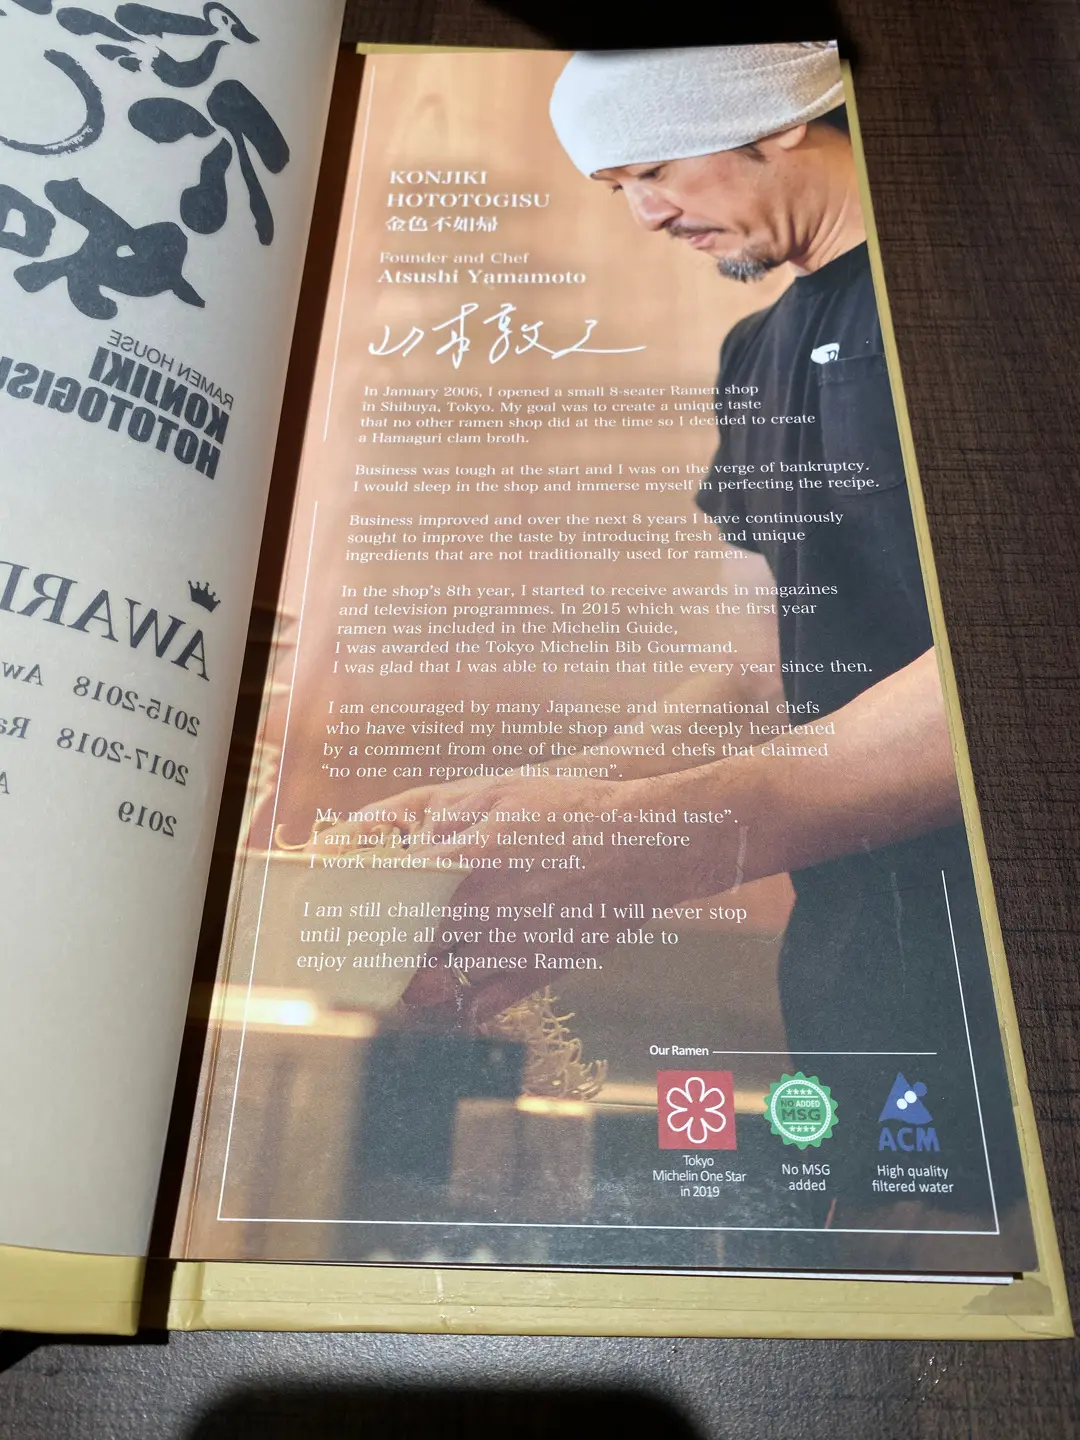 RAMEN HOUSE
KONJIKI
HOTOTOGISU
AWARD
2015-2018 Aw
2017-2018 Ra
2019 A
KONJIKI
HOTOTOGISU
金色不如帰
Founder and Chef
Atsushi Yamamoto
山本敦之
In January 2006, I opened a small 8-seater Ramen shop
in Shibuya, Tokyo. My goal was to create a unique taste
that no other ramen shop did at the time so I decided to create
a Hamaguri clam broth.
Business was tough at the start and I was on the verge of bankruptcy.
I would sleep in the shop and immerse myself in perfecting the recipe.
Business improved and over the next 8 years I have continuously
sought to improve the taste by introducing fresh and unique
ingredients that are not traditionally used for ramen.
In the shop's 8th year, I started to receive awards in magazines
and television programmes. In 2015 which was the first year
ramen was included in the Michelin Guide,
I was awarded the Tokyo Michelin Bib Gourmand.
I was glad that I was able to retain that title every year since then.
I am encouraged by many Japanese and international chefs
who have visited my humble shop and was deeply heartened
by a comment from one of the renowned chefs that claimed
“no one can reproduce this ramen”.
My motto is “always make a one-of-a-kind taste”.
I am not particularly talented and therefore
I work harder to hone my craft.
I am still challenging myself and I will never stop
until people all over the world are able to
enjoy authentic Japanese Ramen.
Our Ramen
NO ADDED
MSG
ACM
Tokyo
Michelin One Star
in 2019
No MSG
added
High quality
filtered water